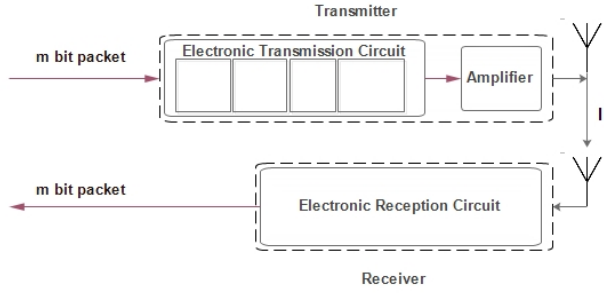 Transmitter
Electronic Transmission Circuit
m bit packet
Amplifier
l
m bit packet
Electronic Reception Circuit
Receiver